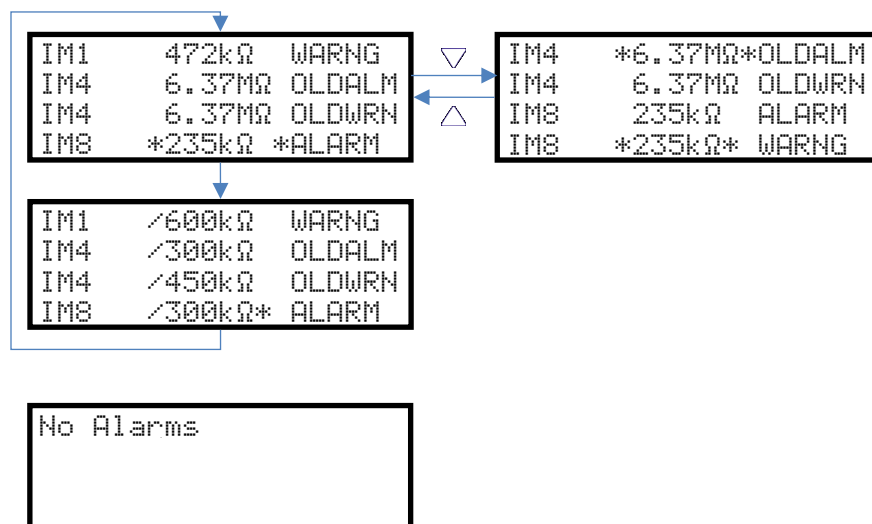 IM1 472kΩ WARNG
IM4 6.37MΩ OLDALM
IM4 6.37MΩ OLDWRN
IM8 *235kΩ *ALARM
IM4 *6.37MΩ*OLDALM
IM4 6.37MΩ OLDWRN
IM8 235kΩ ALARM
IM8 *235kΩ* WARNG
IM1 /600kΩ WARNG
IM4 /300kΩ OLDALM
IM4 /450kΩ OLDWRN
IM8 /300kΩ* ALARM
No Alarms